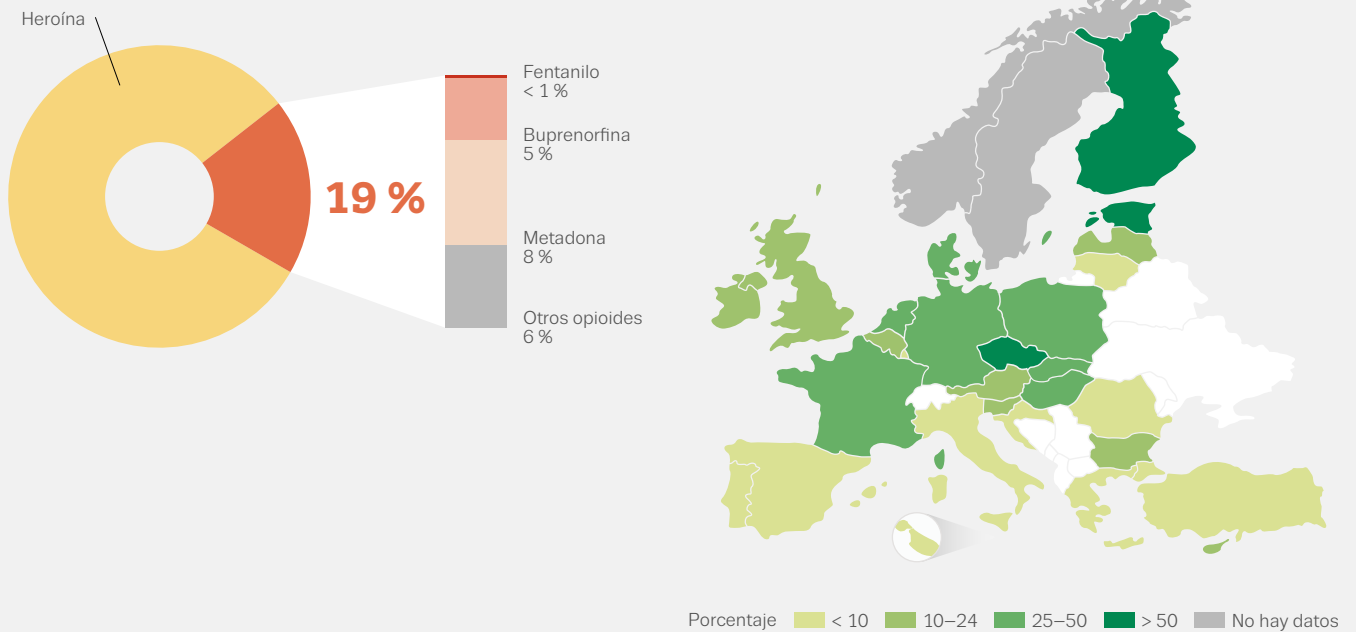 Heroína
19 %
Fentanilo
< 1 %
Buprenorfina
5 %
Metadona
8 %
Otros opioides
6 %
Porcentaje < 10 10–24 25–50 > 50 No hay datos